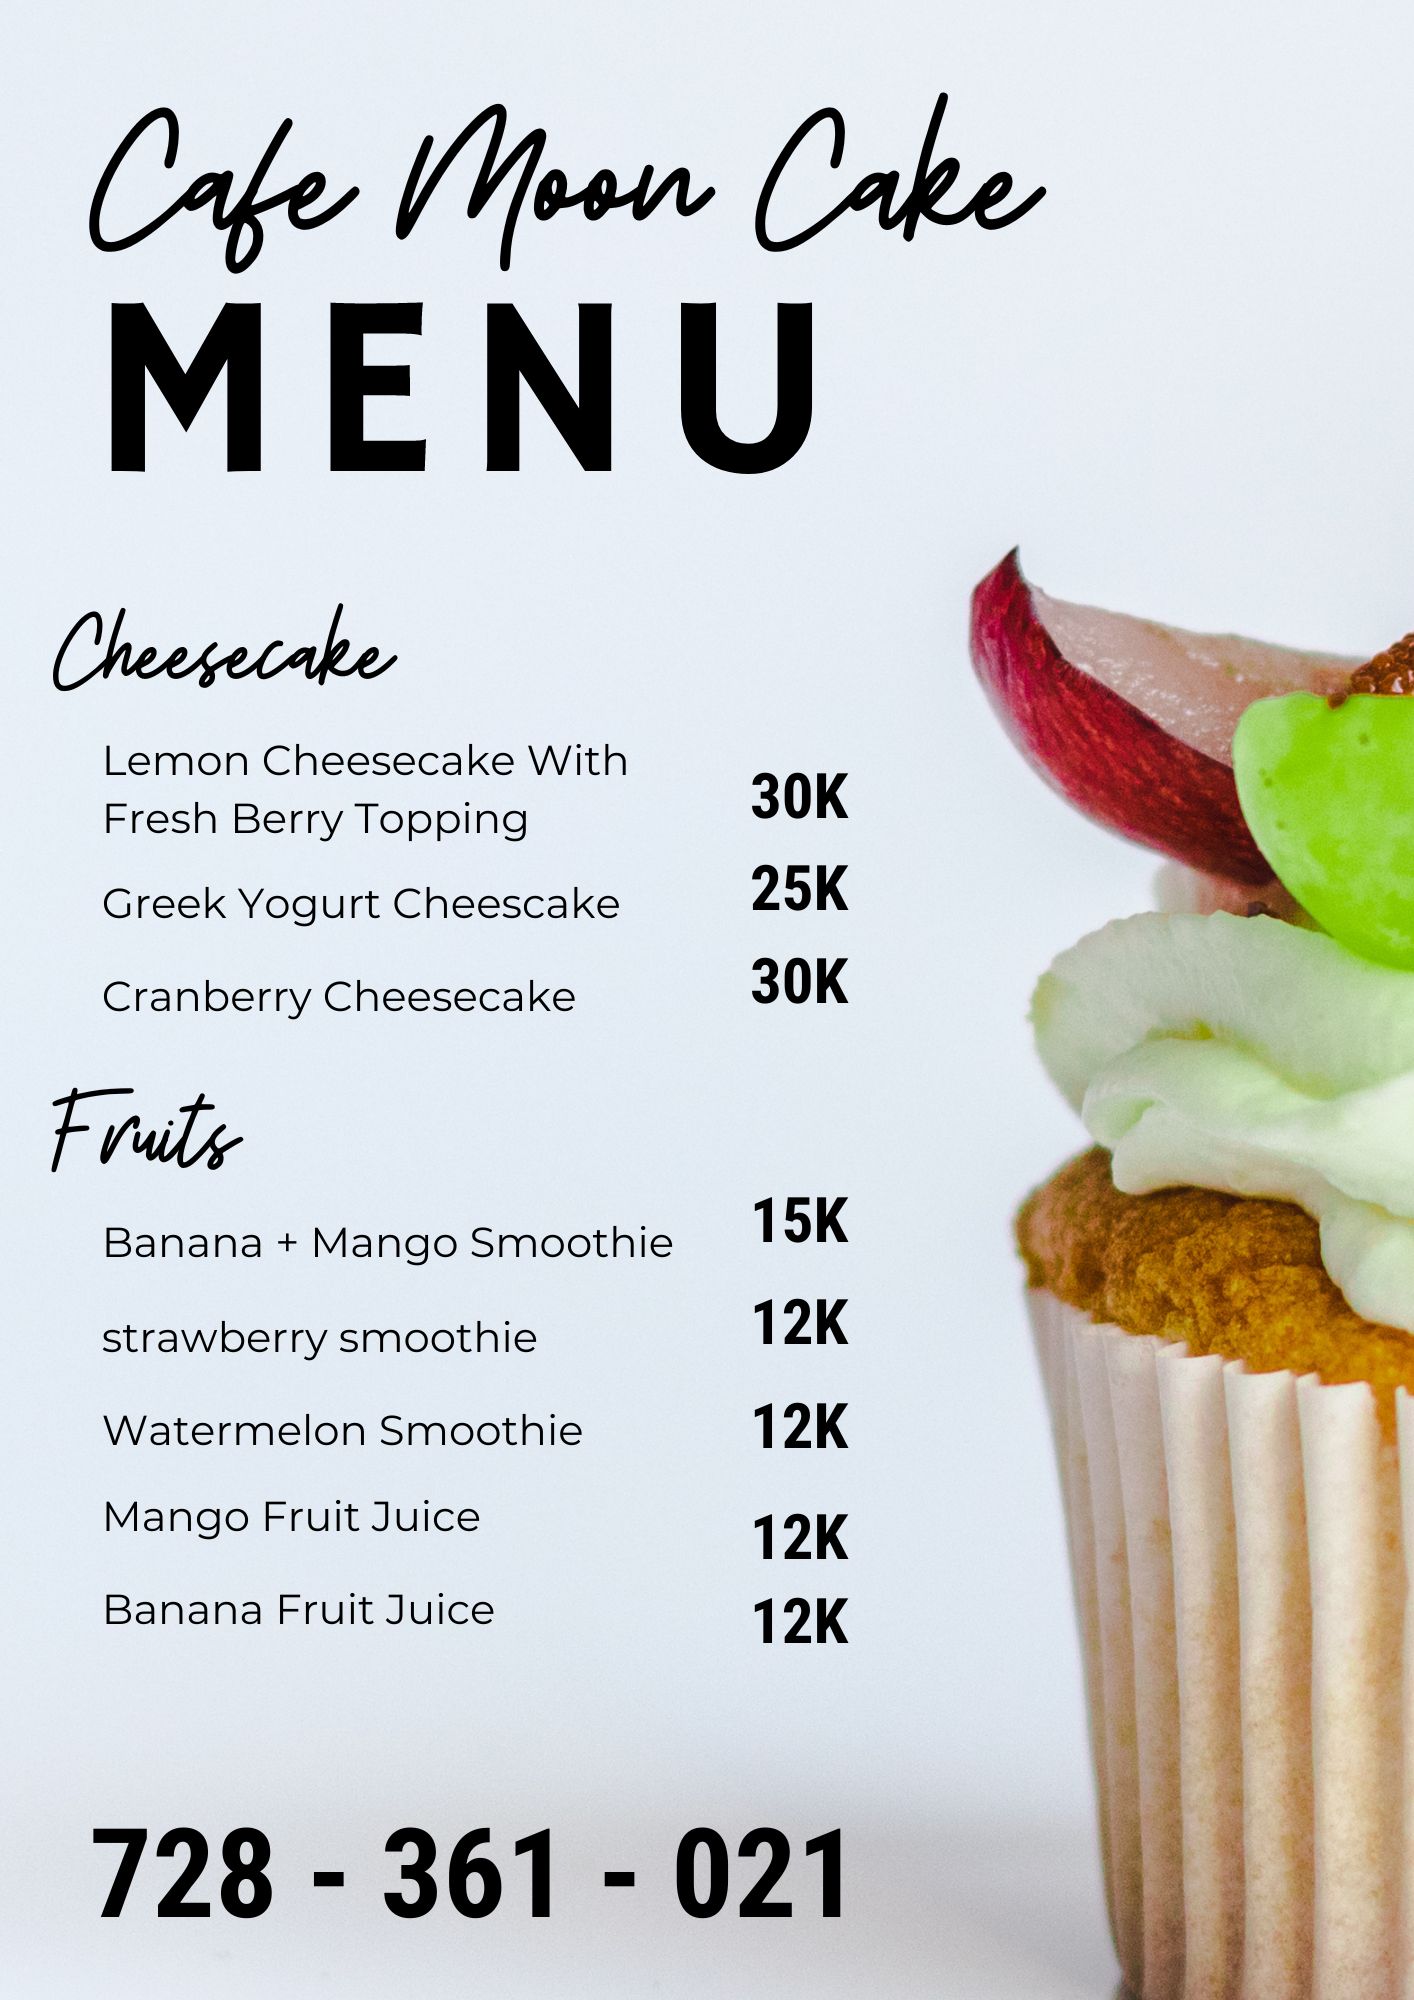 Cafe Moon Cake
MENU
Cheesecake
Lemon Cheesecake With
Fresh Berry Topping
30K
Greek Yogurt Cheescake
25K
Cranberry Cheesecake
30K
Fruits
Banana + Mango Smoothie
15K
strawberry smoothie
12K
Watermelon Smoothie
12K
Mango Fruit Juice
12K
Banana Fruit Juice
12K
728 - 361 - 021